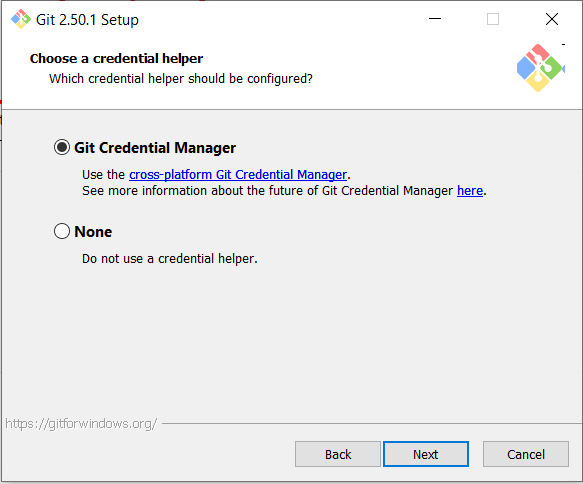 Git 2.50.1 Setup
Choose a credential helper
Which credential helper should be configured?
Git Credential Manager
Use the cross-platform Git Credential Manager.
See more information about the future of Git Credential Manager here.
None
Do not use a credential helper.
https://gitforwindows.org/
Back
Next
Cancel